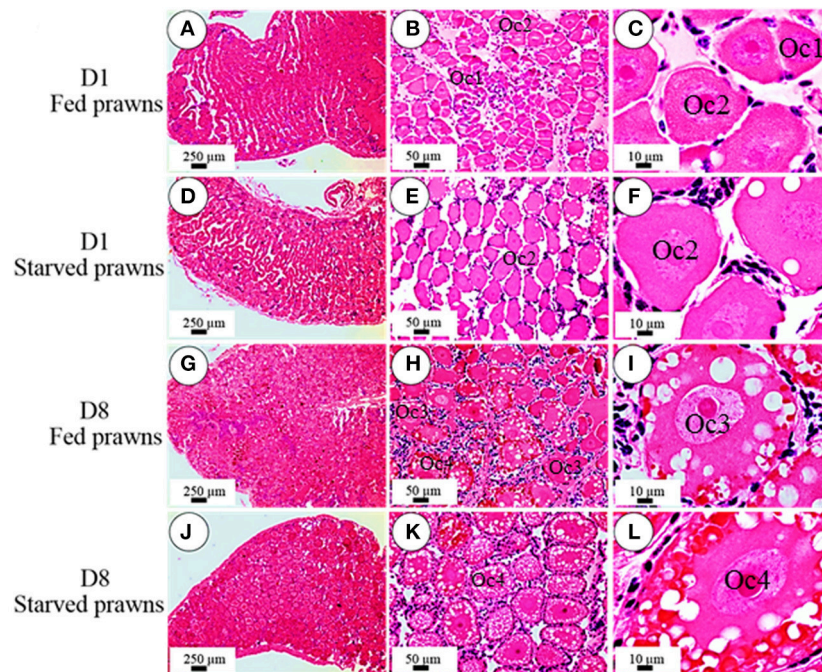 A B C
D1
Fed prawns
Oc2
Oc1
Oc2
Oc1
250 μm
50 μm
10 μm
D E F
D1
Starved prawns
Oc2
Oc2
250 μm
50 μm
10 μm
G H I
D8
Fed prawns
Oc3
Oc4
Oc3
Oc3
250 μm
50 μm
10 μm
J K L
D8
Starved prawns
Oc4
Oc4
250 μm
50 μm
10 μm